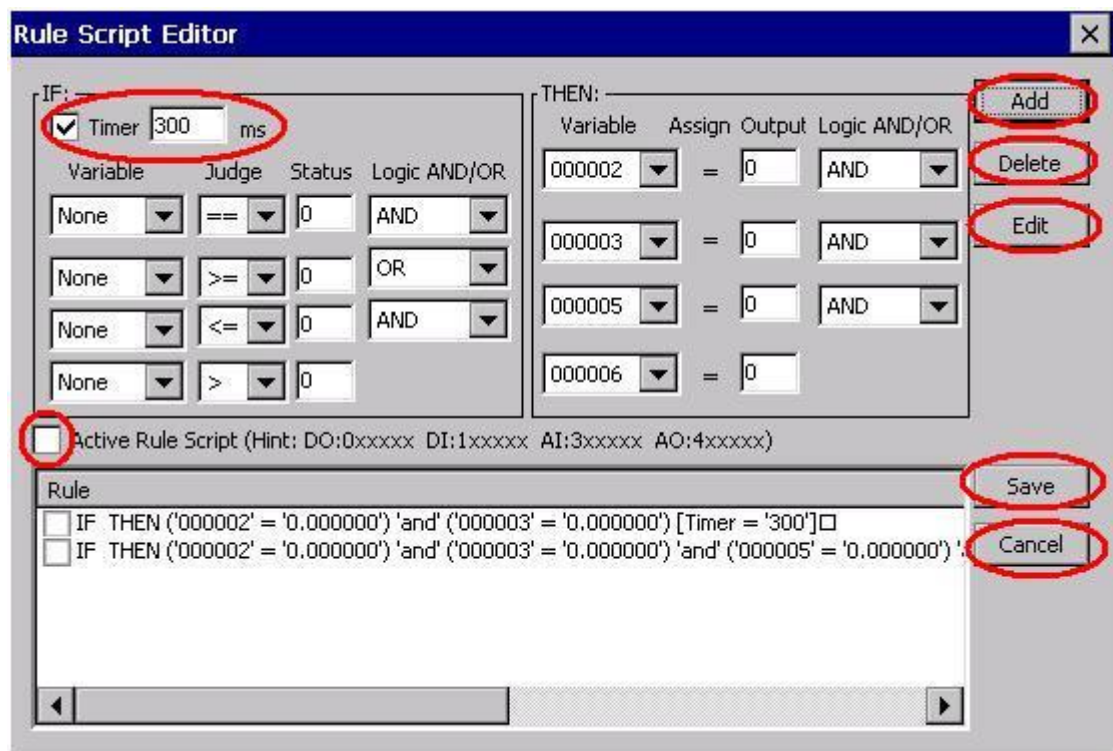 Rule Script Editor
IF:
Timer 300 ms
Variable Judge Status Logic AND/OR
None == 0 AND
None >= 0 OR
None <= 0 AND
None > 0
THEN:
Variable Assign Output Logic AND/OR
000002 = 0 AND
000003 = 0 AND
000005 = 0 AND
000006 = 0
Add
Delete
Edit
Active Rule Script (Hint: DO:0xxxxx DI:1xxxxx AI:3xxxxx AO:4xxxxx)
Rule
IF THEN ('000002' = '0.000000') 'and' ('000003' = '0.000000') [Timer = '300']
IF THEN ('000002' = '0.000000') 'and' ('000003' = '0.000000') 'and' ('000005' = '0.000000')
Save
Cancel